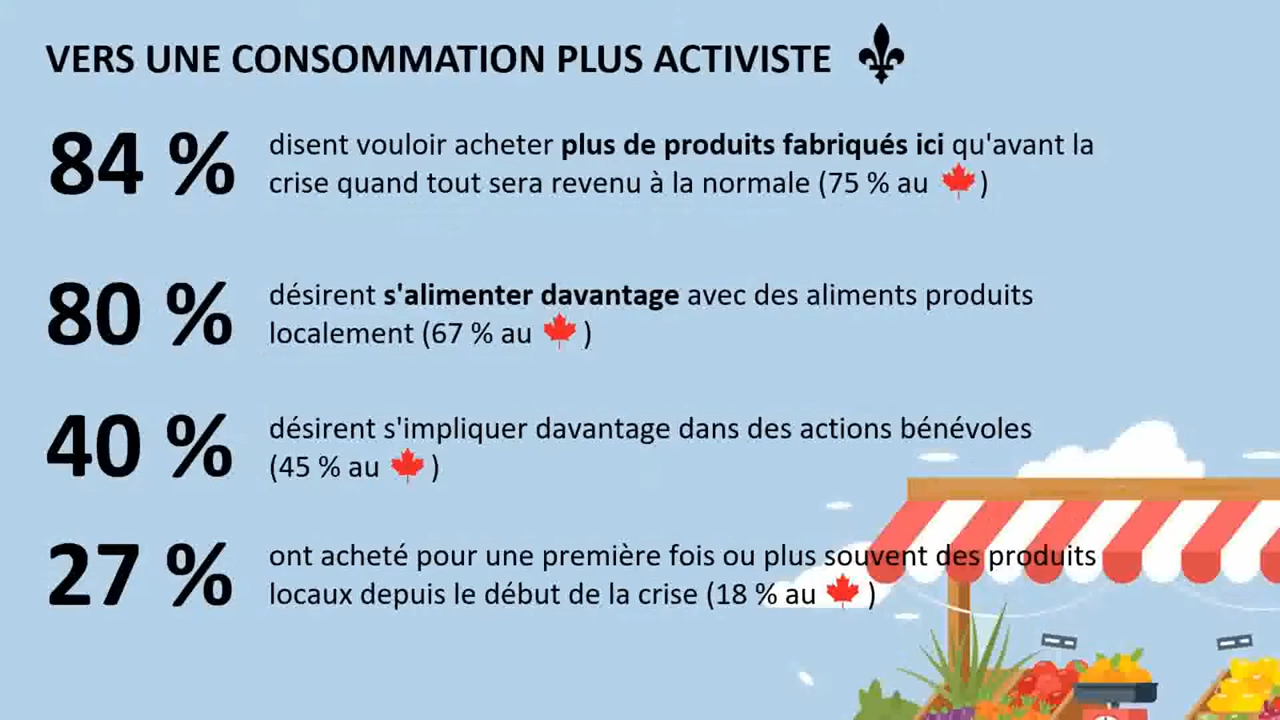 VERS UNE CONSOMMATION PLUS ACTIVISTE
84 %
disent vouloir acheter plus de produits fabriqués ici qu'avant la
crise quand tout sera revenu à la normale (75 % au )
80 %
désirent s'alimenter davantage avec des aliments produits
localement (67 % au )
40 %
désirent s'impliquer davantage dans des actions bénévoles
(45 % au )
27 %
ont acheté pour une première fois ou plus souvent des produits
locaux depuis le début de la crise (18 % au )